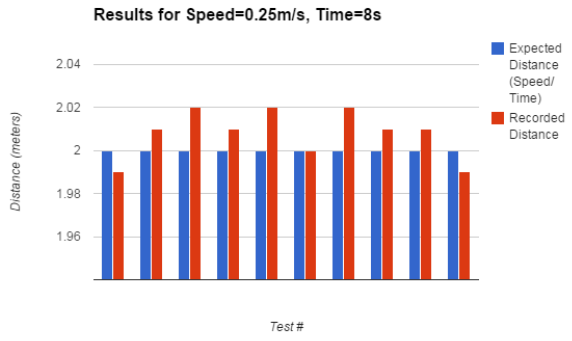 Results for Speed=0.25m/s, Time=8s
Distance (meters)
2.04
2.02
2
1.98
1.96
Test #
Expected
Distance
(Speed/
Time)
Recorded
Distance